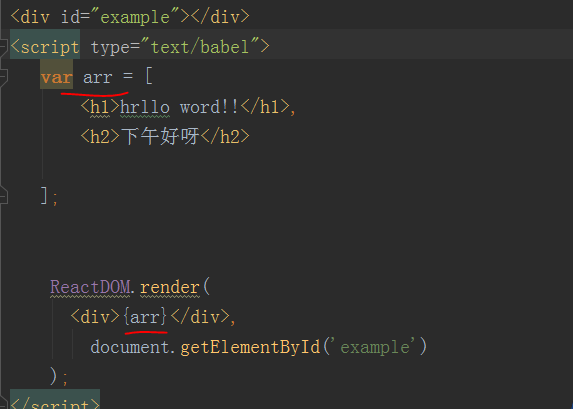 <div id="example"></div>
<script type="text/babel">
var arr = [
<h1>hrllo word!!</h1>,
<h2>下午好呀</h2>
];
ReactDOM.render(
<div>{arr}</div>,
document.getElementById('example')
);
</script>